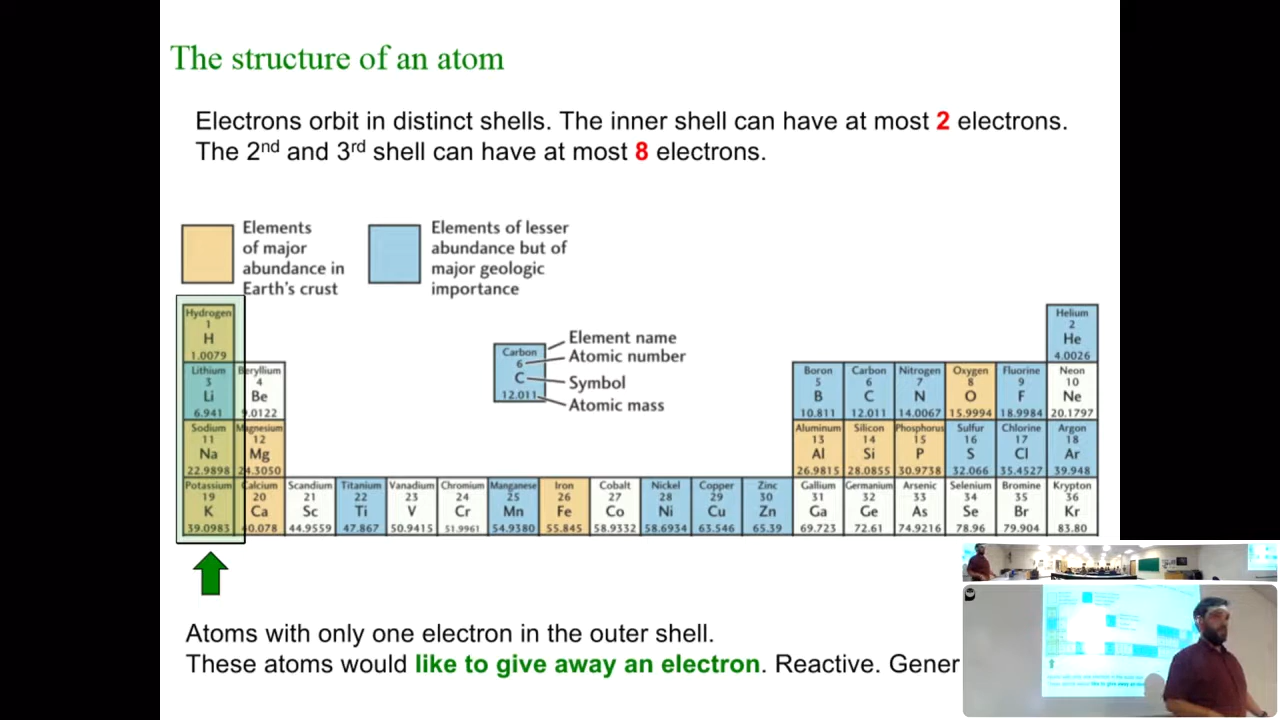 The structure of an atom
Electrons orbit in distinct shells. The inner shell can have at most 2 electrons.
The 2nd and 3rd shell can have at most 8 electrons.
Elements of major abundance in Earth's crust
Elements of lesser abundance but of major geologic importance
Carbon
6
C
12.011
Element name
Atomic number
Symbol
Atomic mass
Hydrogen Helium
1 2
H He
1.0079 4.0026
Lithium Beryllium Boron Carbon Nitrogen Oxygen Fluorine Neon
3 4 5 6 7 8 9 10
Li Be B C N O F Ne
6.941 9.0122 10.811 12.011 14.0067 15.9994 18.9984 20.1797
Sodium Magnesium Aluminum Silicon Phosphorus Sulfur Chlorine Argon
11 12 13 14 15 16 17 18
Na Mg Al Si P S Cl Ar
22.9898 24.3050 26.9815 28.0855 30.9738 32.066 35.4527 39.948
Potassium Calcium Scandium Titanium Vanadium Chromium Manganese Iron Cobalt Nickel Copper Zinc Gallium Germanium Arsenic Selenium Bromine Krypton
19 20 21 22 23 24 25 26 27 28 29 30 31 32 33 34 35 36
K Ca Sc Ti V Cr Mn Fe Co Ni Cu Zn Ga Ge As Se Br Kr
39.0983 40.078 44.9559 47.867 50.9415 51.9961 54.9380 55.845 58.9332 58.6934 63.546 65.39 69.723 72.61 74.9216 78.96 79.904 83.80
Atoms with only one electron in the outer shell.
These atoms would like to give away an electron. Reactive. Gener